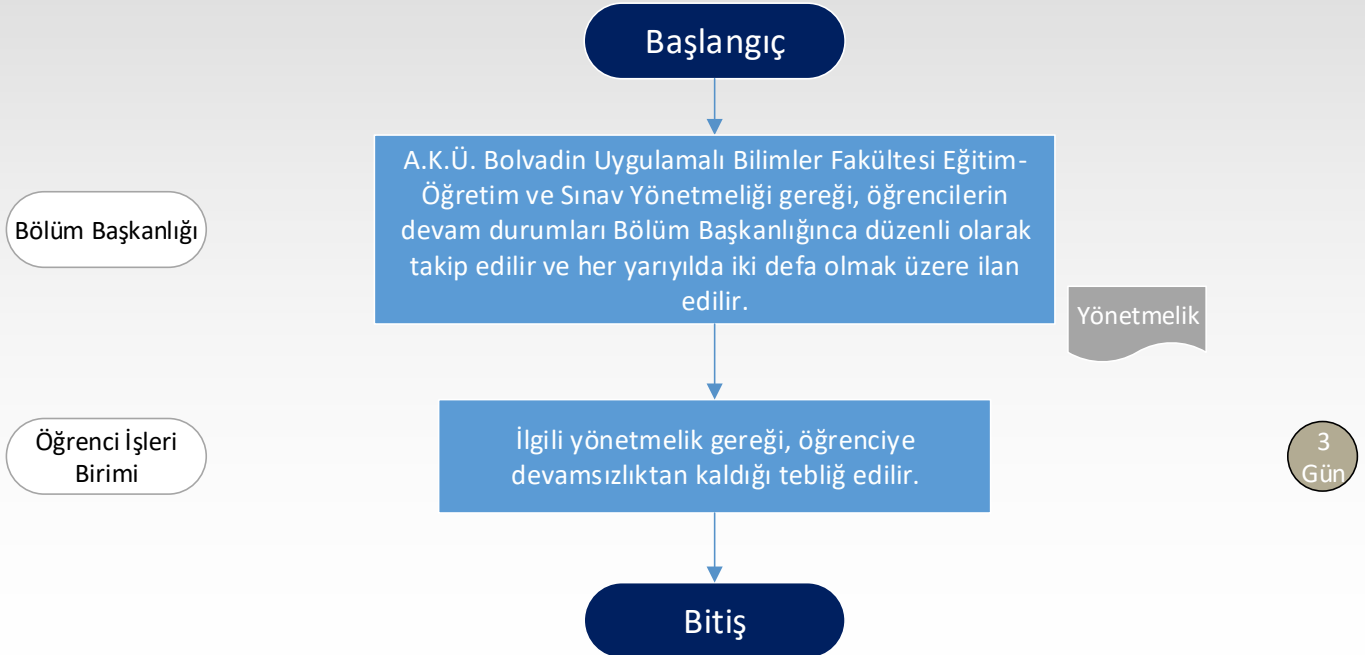 Başlangıç
Bölüm Başkanlığı
A.K.Ü. Bolvadin Uygulamalı Bilimler Fakültesi Eğitim-
Öğretim ve Sınav Yönetmeliği gereği, öğrencilerin
devam durumları Bölüm Başkanlığınca düzenli olarak
takip edilir ve her yarıyılda iki defa olmak üzere ilan
edilir.
Yönetmelik
Öğrenci İşleri
Birimi
İlgili yönetmelik gereği, öğrenciye
devamsızlıktan kaldığı tebliğ edilir.
3
Gün
Bitiş